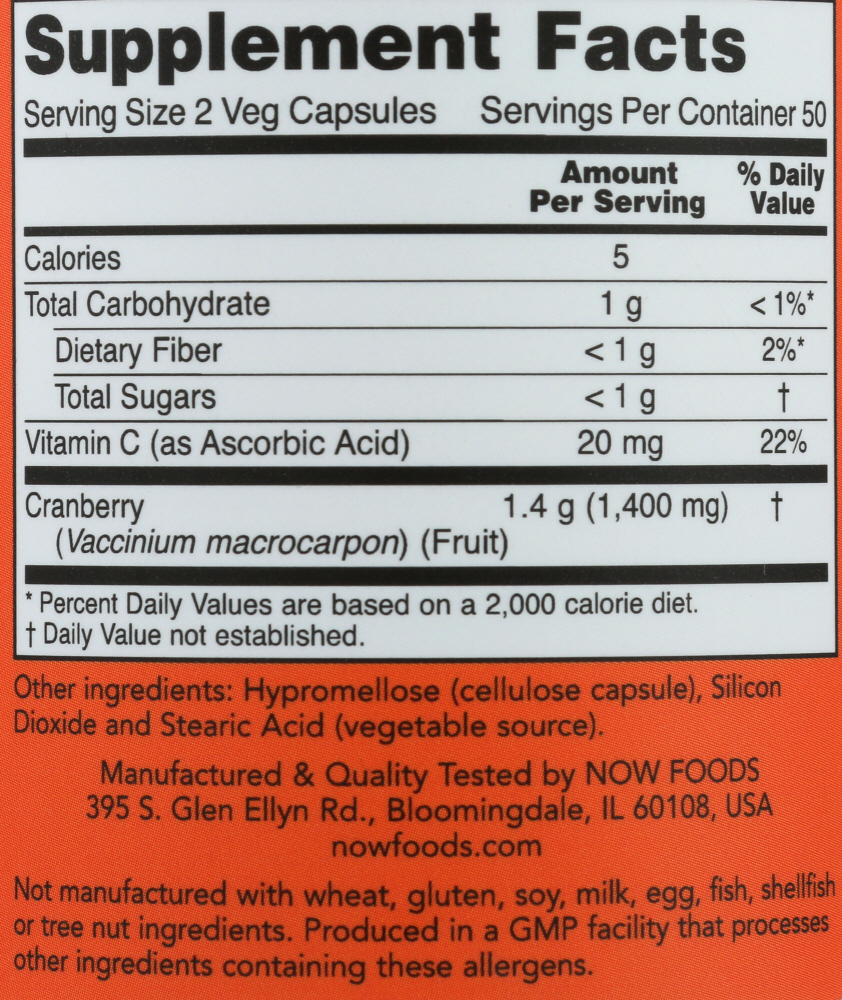 Supplement Facts
Serving Size 2 Veg Capsules Servings Per Container 50
Amount Per Serving % Daily Value
Calories 5
Total Carbohydrate 1 g < 1%*
Dietary Fiber < 1 g 2%*
Total Sugars < 1 g †
Vitamin C (as Ascorbic Acid) 20 mg 22%
Cranberry 1.4 g (1,400 mg) †
(Vaccinium macrocarpon) (Fruit)
* Percent Daily Values are based on a 2,000 calorie diet.
† Daily Value not established.
Other ingredients: Hypromellose (cellulose capsule), Silicon
Dioxide and Stearic Acid (vegetable source).
Manufactured & Quality Tested by NOW FOODS
395 S. Glen Ellyn Rd., Bloomingdale, IL 60108, USA
nowfoods.com
Not manufactured with wheat, gluten, soy, milk, egg, fish, shellfish
or tree nut ingredients. Produced in a GMP facility that processes
other ingredients containing these allergens.